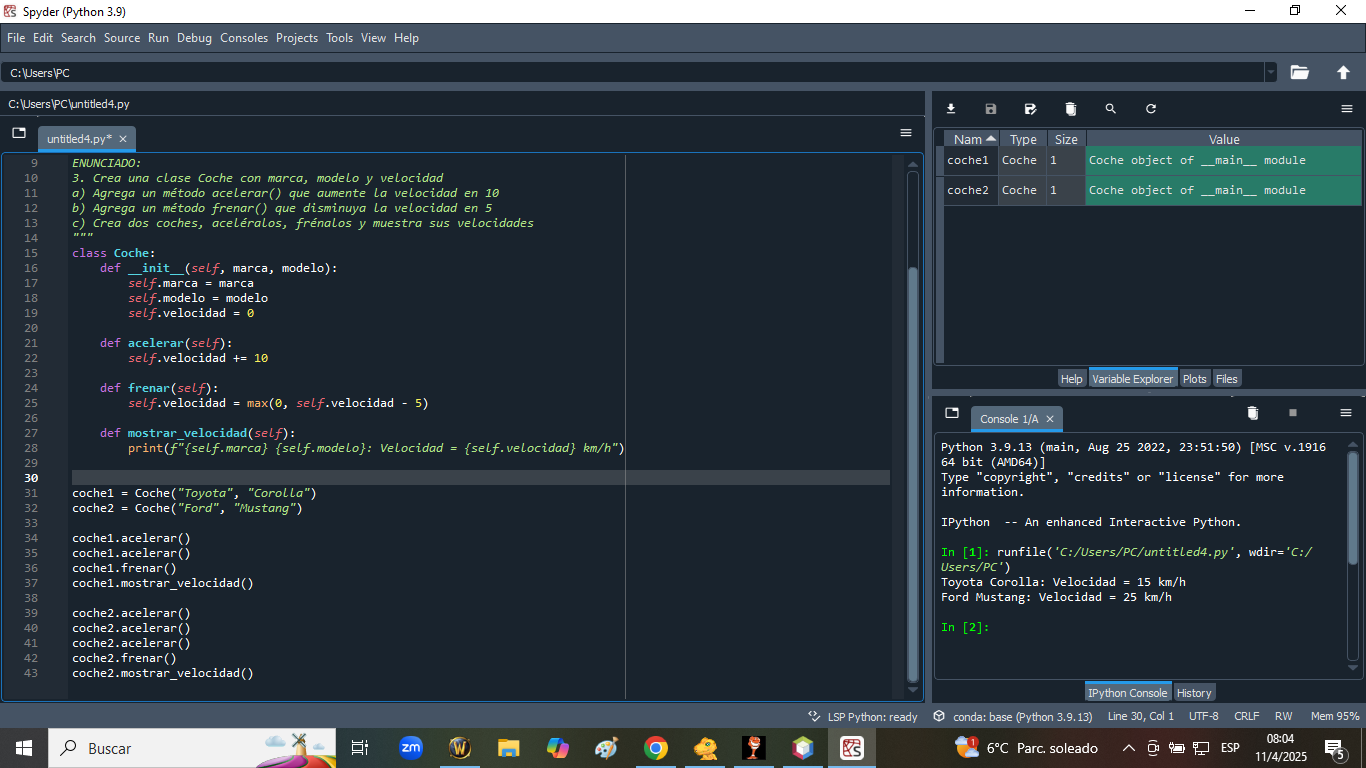 Spyder (Python 3.9)
File Edit Search Source Run Debug Consoles Projects Tools View Help
C:\Users\PC
C:\Users\PC\untitled4.py
untitled4.py*
9 ENUNCIADO:
10 3. Crea una clase Coche con marca, modelo y velocidad
11 a) Agrega un método acelerar() que aumente la velocidad en 10
12 b) Agrega un método frenar() que disminuya la velocidad en 5
13 c) Crea dos coches, aceléralos, frénalos y muestra sus velocidades
14 """
15 class Coche:
16     def __init__(self, marca, modelo):
17         self.marca = marca
18         self.modelo = modelo
19         self.velocidad = 0
20
21     def acelerar(self):
22         self.velocidad += 10
23
24     def frenar(self):
25         self.velocidad = max(0, self.velocidad - 5)
26
27     def mostrar_velocidad(self):
28         print(f"{self.marca} {self.modelo}: Velocidad = {self.velocidad} km/h")
29
30
31 coche1 = Coche("Toyota", "Corolla")
32 coche2 = Coche("Ford", "Mustang")
33
34 coche1.acelerar()
35 coche1.acelerar()
36 coche1.frenar()
37 coche1.mostrar_velocidad()
38
39 coche2.acelerar()
40 coche2.acelerar()
41 coche2.acelerar()
42 coche2.frenar()
43 coche2.mostrar_velocidad()
Nam Type Size Value
coche1 Coche 1 Coche object of __main__ module
coche2 Coche 1 Coche object of __main__ module
Help Variable Explorer Plots Files
Console 1/A
Python 3.9.13 (main, Aug 25 2022, 23:51:50) [MSC v.1916
64 bit (AMD64)]
Type "copyright", "credits" or "license" for more
information.
IPython -- An enhanced Interactive Python.
In [1]: runfile('C:/Users/PC/untitled4.py', wdir='C:/
Users/PC')
Toyota Corolla: Velocidad = 15 km/h
Ford Mustang: Velocidad = 25 km/h
In [2]:
IPython Console History
LSP Python: ready conda: base (Python 3.9.13) Line 30, Col 1 UTF-8 CRLF RW Mem 95%
Buscar
zm
1
6°C Parc. soleado
ESP
08:04
11/4/2025
5